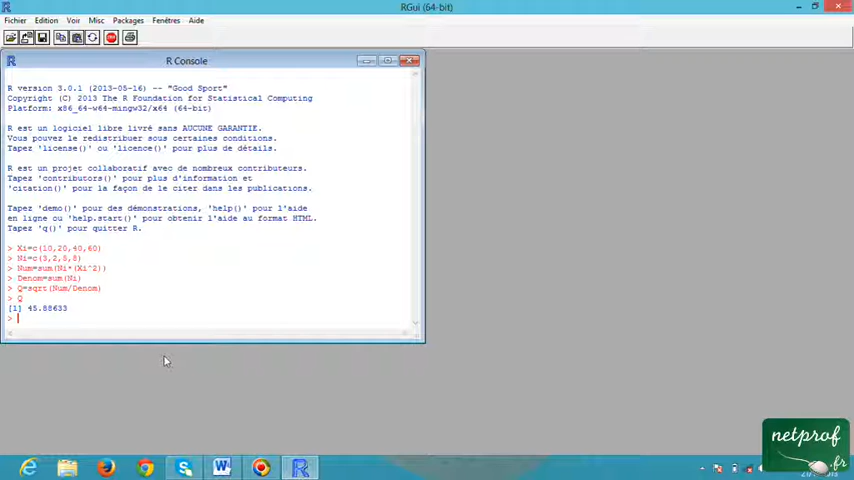 RGui (64-bit)
Fichier Edition Voir Misc Packages Fenêtres Aide
STOP
R Console
R version 3.0.1 (2013-05-16) -- "Good Sport"
Copyright (C) 2013 The R Foundation for Statistical Computing
Platform: x86_64-w64-mingw32/x64 (64-bit)
R est un logiciel libre livré sans AUCUNE GARANTIE.
Vous pouvez le redistribuer sous certaines conditions.
Tapez 'license()' ou 'licence()' pour plus de détails.
R est un projet collaboratif avec de nombreux contributeurs.
Tapez 'contributors()' pour plus d'information et
'citation()' pour la façon de le citer dans les publications.
Tapez 'demo()' pour des démonstrations, 'help()' pour l'aide
en ligne ou 'help.start()' pour obtenir l'aide au format HTML.
Tapez 'q()' pour quitter R.
> Xi=c(10,20,40,60)
> Ni=c(3,2,5,8)
> Num=sum(Ni*(Xi^2))
> Denom=sum(Ni)
> Q=sqrt(Num/Denom)
> Q
[1] 45.88633
>
netprof
.fr